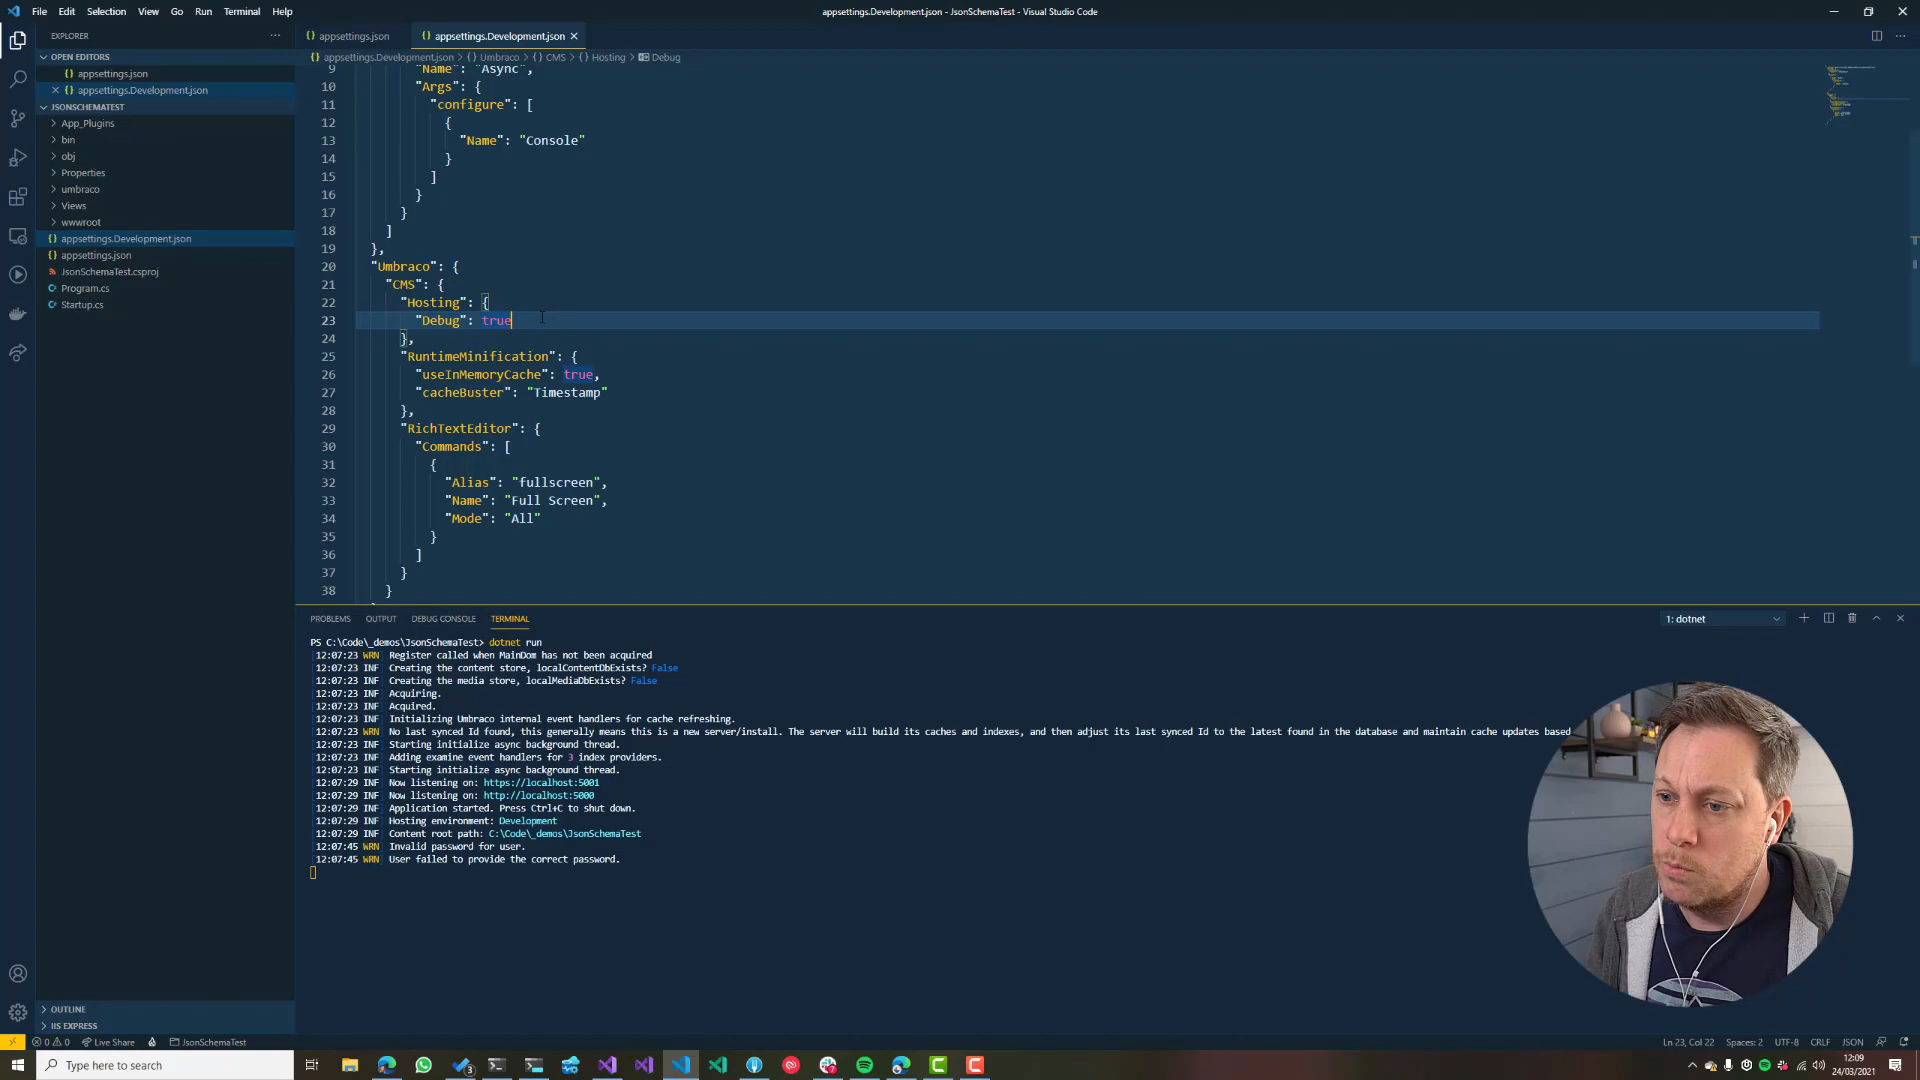 File Edit Selection View Go Run Terminal Help
appsettings.Development.json - JsonSchemaTest - Visual Studio Code
EXPLORER
OPEN EDITORS
appsettings.json
appsettings.Development.json
JSONSCHEMATEST
App_Plugins
bin
obj
Properties
umbraco
Views
wwwroot
appsettings.Development.json
appsettings.json
JsonSchemaTest.csproj
Program.cs
Startup.cs
OUTLINE
IIS EXPRESS
appsettings.json appsettings.Development.json
appsettings.Development.json > {} Umbraco > {} CMS > {} Hosting > Debug
9 "Name": "Async",
10 "Args": {
11 "configure": [
12 {
13 "Name": "Console"
14 }
15 ]
16 }
17 }
18 ]
19 },
20 "Umbraco": {
21 "CMS": {
22 "Hosting": {
23 "Debug": true
24 },
25 "RuntimeMinification": {
26 "useInMemoryCache": true,
27 "cacheBuster": "Timestamp"
28 },
29 "RichTextEditor": {
30 "Commands": [
31 {
32 "Alias": "fullscreen",
33 "Name": "Full Screen",
34 "Mode": "All"
35 }
36 ]
37 }
38 }
PROBLEMS OUTPUT DEBUG CONSOLE TERMINAL
1: dotnet
PS C:\Code\_demos\JsonSchemaTest> dotnet run
[12:07:23 WRN] Register called when MainDom has not been acquired
[12:07:23 INF] Creating the content store, localContentDbExists? False
[12:07:23 INF] Creating the media store, localMediaDbExists? False
[12:07:23 INF] Acquiring.
[12:07:23 INF] Acquired.
[12:07:23 INF] Initializing Umbraco internal event handlers for cache refreshing.
[12:07:23 WRN] No last synced Id found, this generally means this is a new server/install. The server will build its caches and indexes, and then adjust its last synced Id to the latest found in the database and maintain cache updates based
[12:07:23 INF] Starting initialize async background thread.
[12:07:23 INF] Adding examine event handlers for 3 index providers.
[12:07:23 INF] Starting initialize async background thread.
[12:07:29 INF] Now listening on: https://localhost:5001
[12:07:29 INF] Now listening on: http://localhost:5000
[12:07:29 INF] Application started. Press Ctrl+C to shut down.
[12:07:29 INF] Hosting environment: Development
[12:07:29 INF] Content root path: C:\Code\_demos\JsonSchemaTest
[12:07:45 WRN] Invalid password for user.
[12:07:45 WRN] User failed to provide the correct password.
0 0 Live Share JsonSchemaTest
Ln 23, Col 22 Spaces: 2 UTF-8 CRLF JSON
Type here to search
12:09
24/03/2021